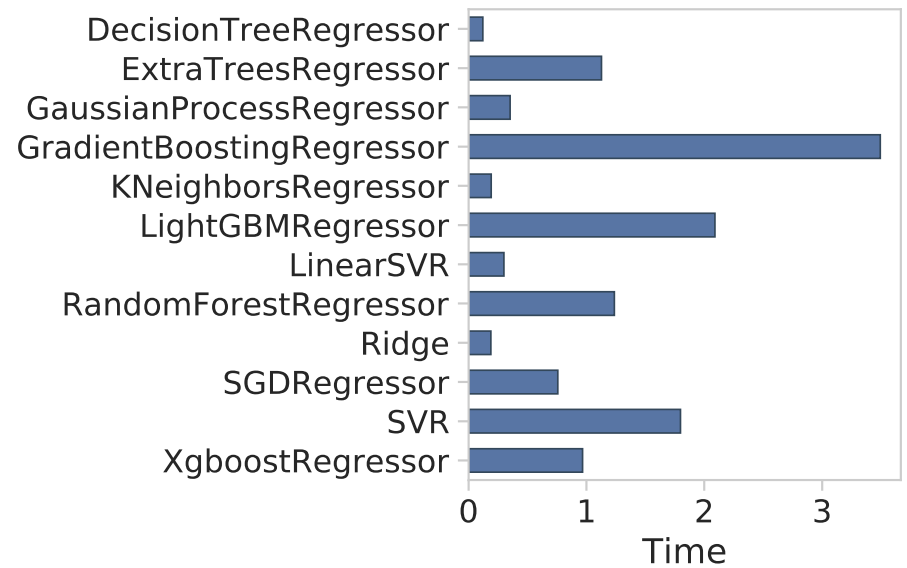 DecisionTreeRegressor
ExtraTreesRegressor
GaussianProcessRegressor
GradientBoostingRegressor
KNeighborsRegressor
LightGBMRegressor
LinearSVR
RandomForestRegressor
Ridge
SGDRegressor
SVR
XgboostRegressor
0 1 2 3
Time